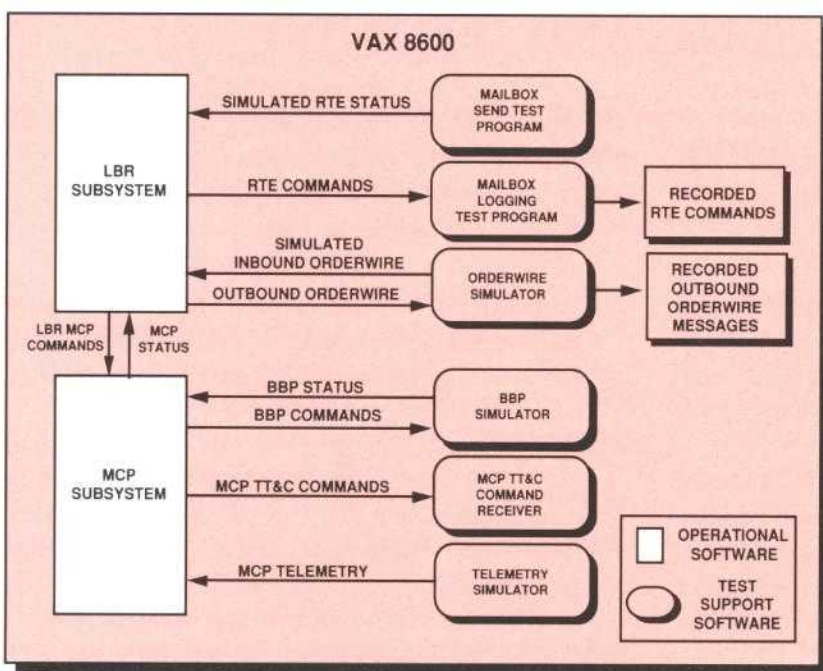 VAX 8600
LBR
SUBSYSTEM
SIMULATED RTE STATUS
MAILBOX
SEND TEST
PROGRAM
RTE COMMANDS
MAILBOX
LOGGING
TEST PROGRAM
RECORDED
RTE COMMANDS
SIMULATED
INBOUND ORDERWIRE
OUTBOUND ORDERWIRE
ORDERWIRE
SIMULATOR
RECORDED
OUTBOUND
ORDERWIRE
MESSAGES
LBR MCP
COMMANDS
MCP
STATUS
MCP
SUBSYSTEM
BBP STATUS
BBP COMMANDS
BBP
SIMULATOR
MCP TT&C COMMANDS
MCP TT&C
COMMAND
RECEIVER
MCP TELEMETRY
TELEMETRY
SIMULATOR
OPERATIONAL
SOFTWARE
TEST
SUPPORT
SOFTWARE